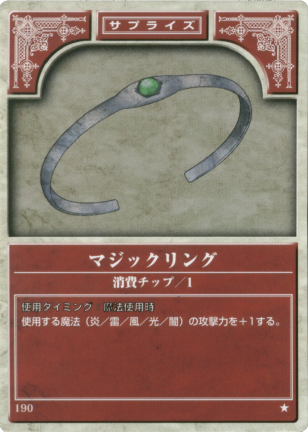 サプライズ
マジックリング
消費チップ／1
使用タイミング　魔法使用時
使用する魔法（炎／雷／風／光／闇）の攻撃力を＋1する。
190
★